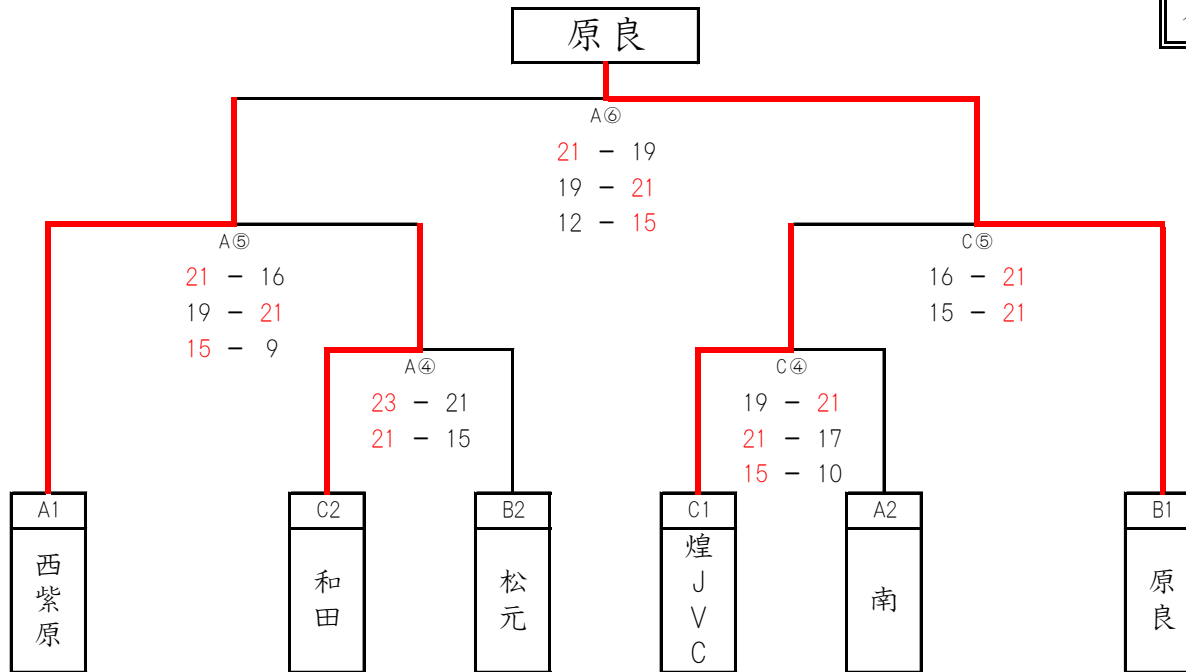 原良
A⑥
21 － 19
19 － 21
12 － 15
A⑤
21 － 16
19 － 21
15 － 9
C⑤
16 － 21
15 － 21
A④
23 － 21
21 － 15
C④
19 － 21
21 － 17
15 － 10
A1
C2
B2
C1
A2
B1
西紫原
和田
松元
煌JVC
南
原良